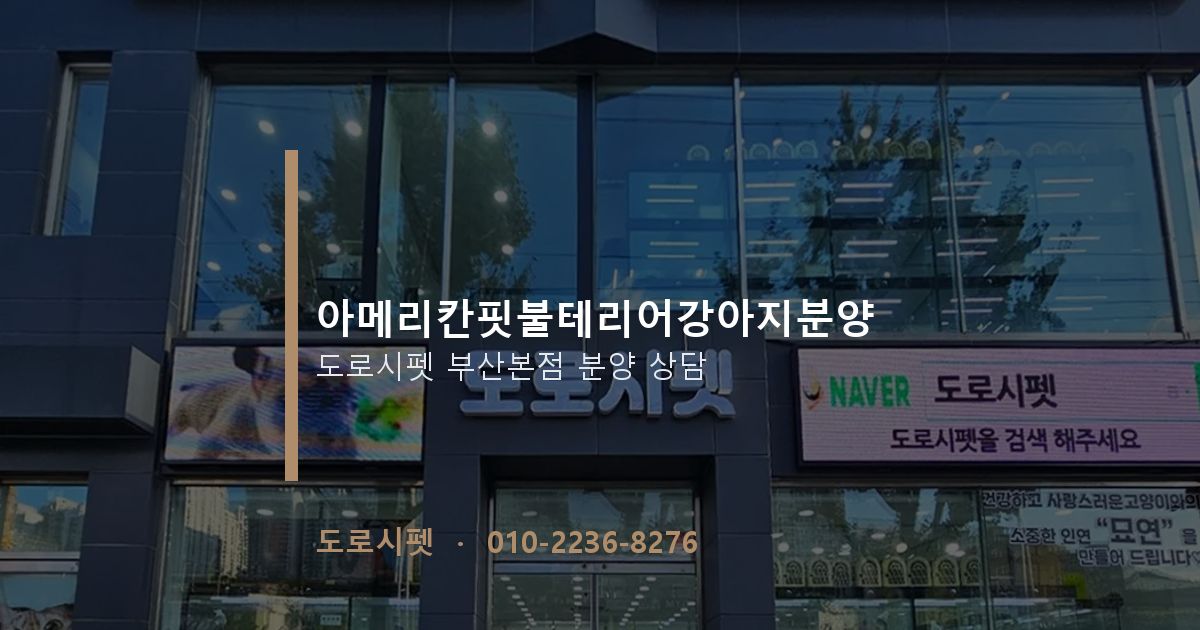 아메리칸핏불테리어강아지분양
도로시펫 부산본점 분양 상담
도로시펫
NAVER 도로시펫
도로시펫을 검색 해주세요
건강하고 사랑스러운고양이와의
소중한 인연 “묘연” 을
만들어 드립니다
도로시펫 · 010-2236-8276